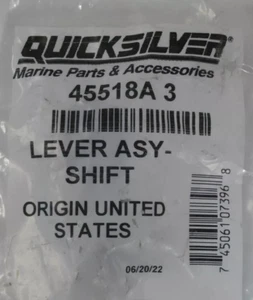 QUICKSILVER
Marine Parts & Accessories
45518A 3
LEVER ASY-
SHIFT
ORIGIN UNITED
STATES
06/20/22
7 45061 07396 8